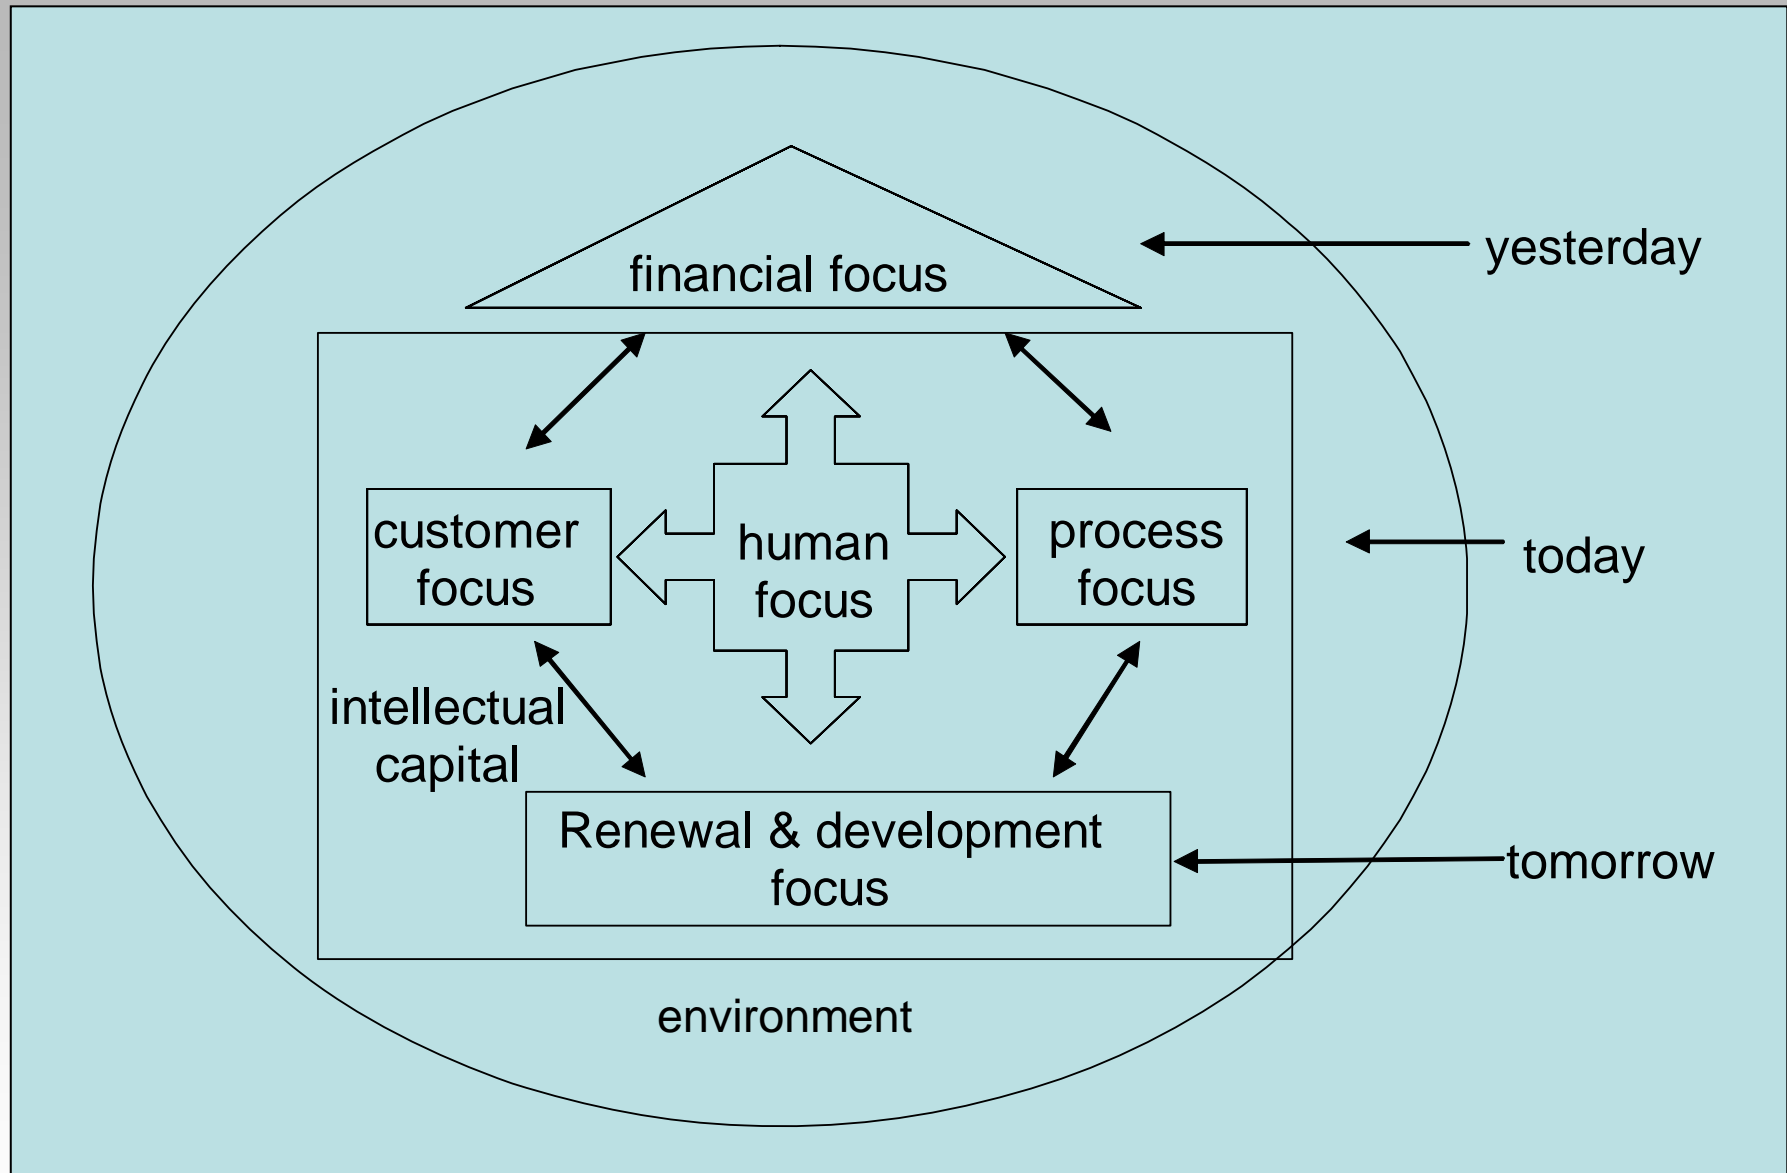 financial focus
yesterday
customer
focus
human
focus
process
focus
today
intellectual
capital
Renewal & development
focus
tomorrow
environment